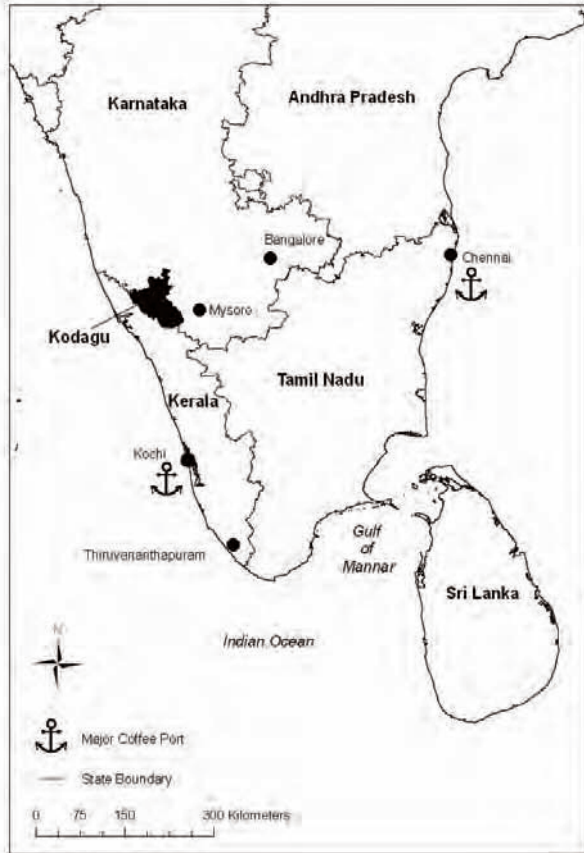 Karnataka
Andhra Pradesh
Bangalore
Chennai
Mysore
Kodagu
Tamil Nadu
Kerala
Kochi
Thiruvananthapuram
Gulf
of
Mannar
Sri Lanka
Indian Ocean
N
Major Coffee Port
State Boundary
0 75 150 300 Kilometers